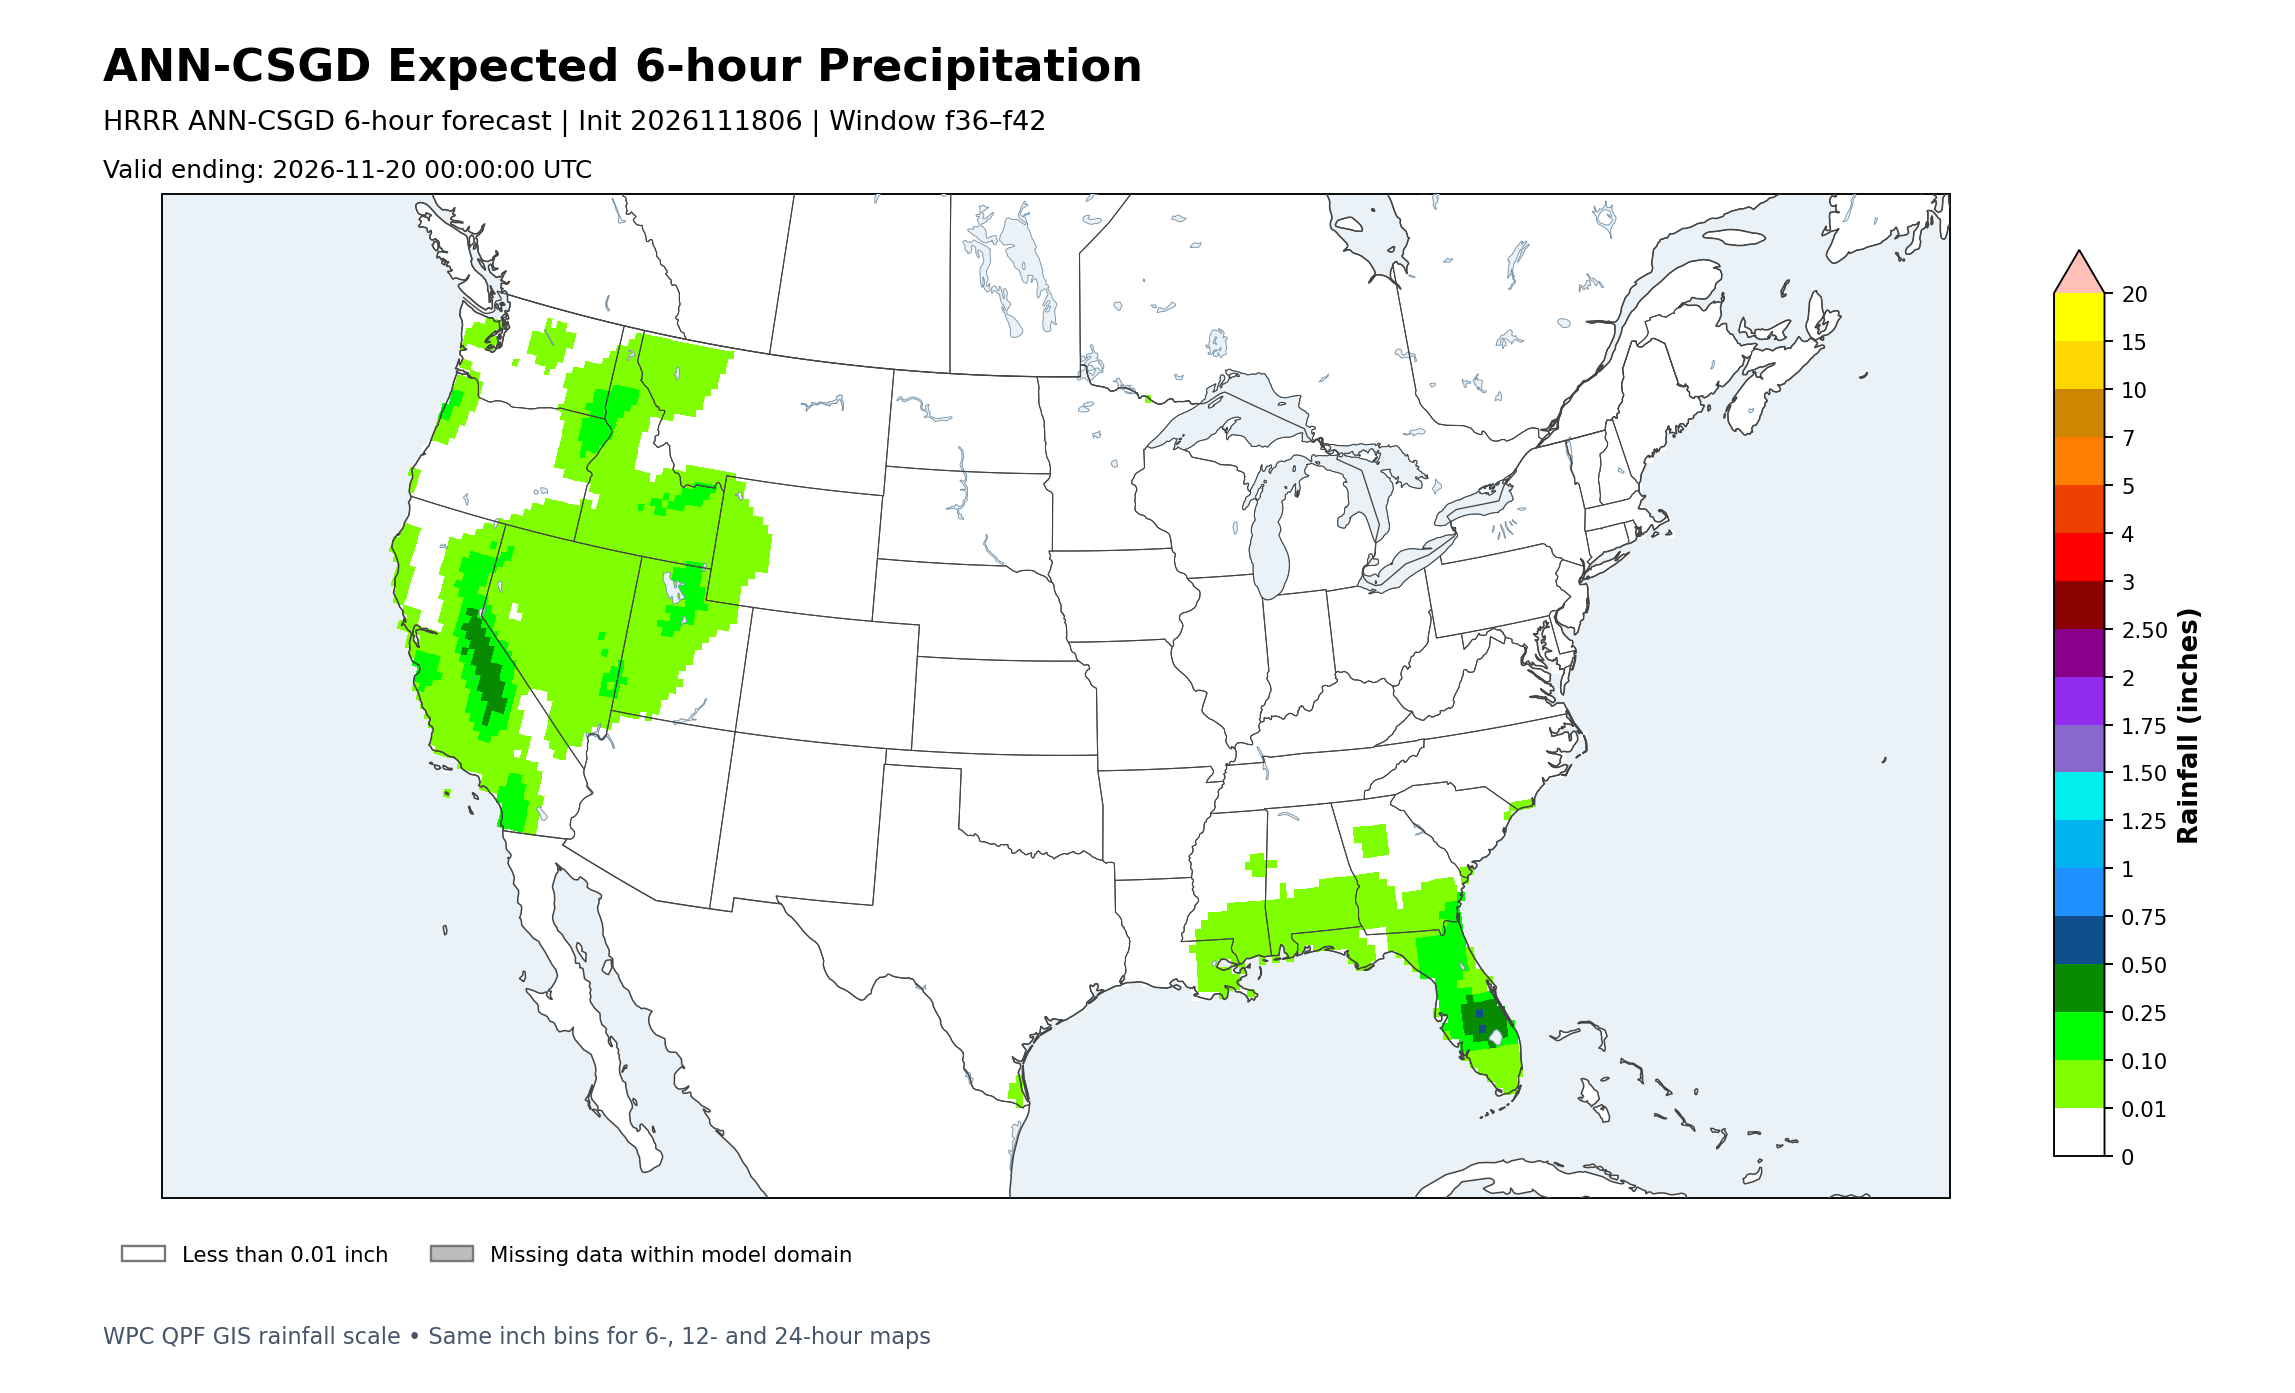 ANN-CSGD Expected 6-hour Precipitation
HRRR ANN-CSGD 6-hour forecast | Init 2026111806 | Window f36–f42
Valid ending: 2026-11-20 00:00:00 UTC
20
15
10
7
5
4
3
2.50
2
1.75
1.50
1.25
1
0.75
0.50
0.25
0.10
0.01
0
Rainfall (inches)
Less than 0.01 inch
Missing data within model domain
WPC QPF GIS rainfall scale • Same inch bins for 6-, 12- and 24-hour maps